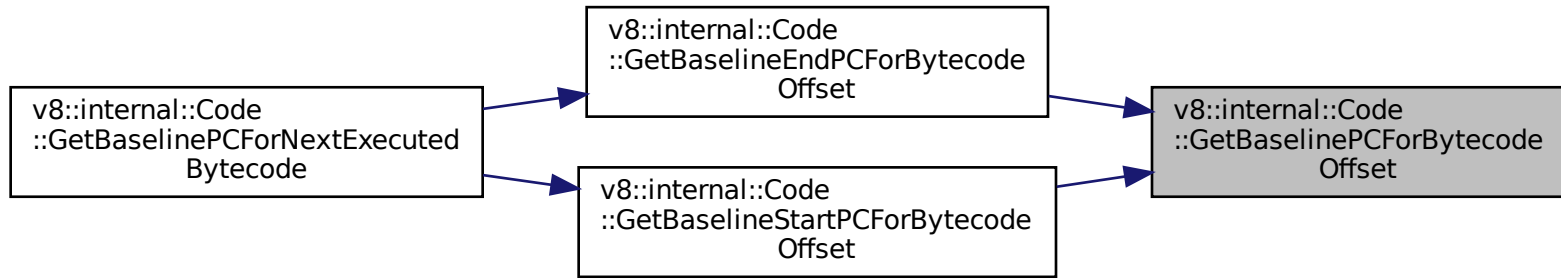 v8::internal::Code
::GetBaselinePCForNextExecuted
Bytecode
v8::internal::Code
::GetBaselineEndPCForBytecode
Offset
v8::internal::Code
::GetBaselineStartPCForBytecode
Offset
v8::internal::Code
::GetBaselinePCForBytecode
Offset